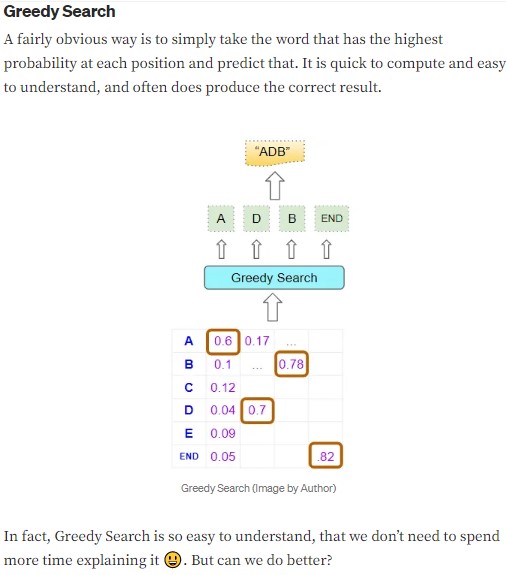 Greedy Search
A fairly obvious way is to simply take the word that has the highest
probability at each position and predict that. It is quick to compute and easy
to understand, and often does produce the correct result.
"ADB"
A D B END
Greedy Search
A 0.6 0.17 ...
B 0.1 ... 0.78
C 0.12
D 0.04 0.7
E 0.09
END 0.05 .82
Greedy Search (Image by Author)
In fact, Greedy Search is so easy to understand, that we don't need to spend
more time explaining it 😃. But can we do better?